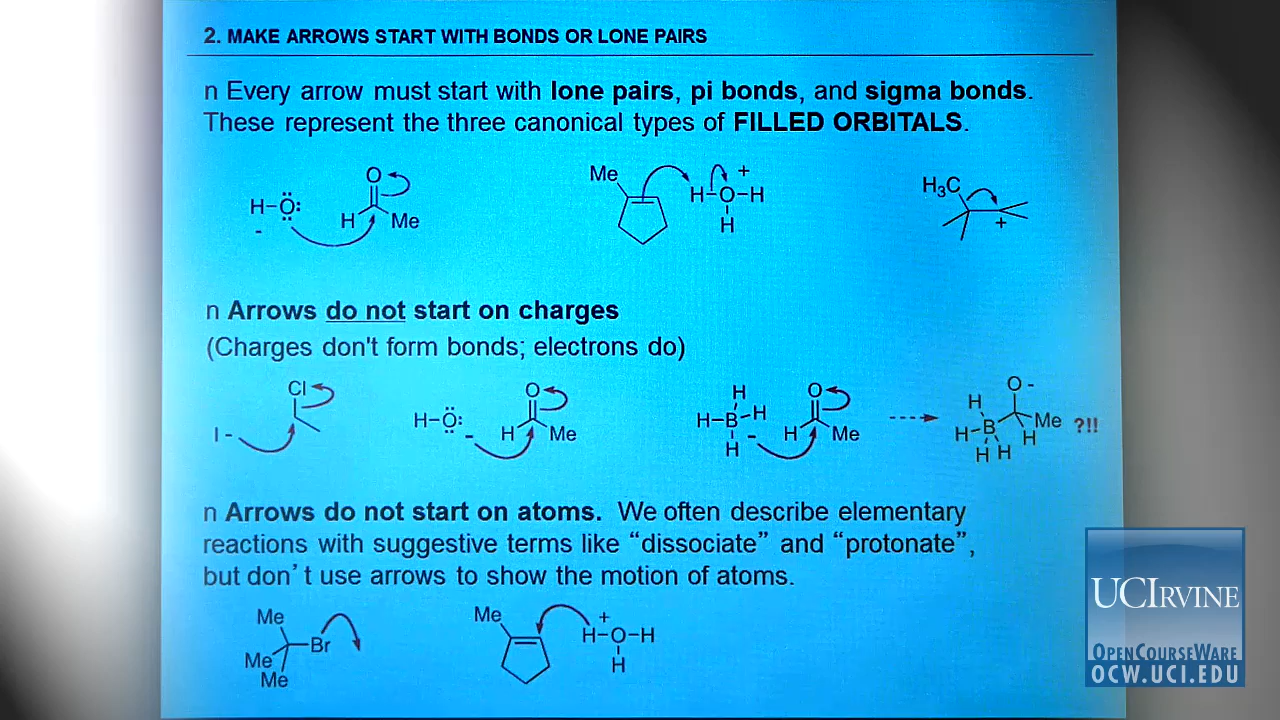 2. MAKE ARROWS START WITH BONDS OR LONE PAIRS
n Every arrow must start with lone pairs, pi bonds, and sigma bonds.
These represent the three canonical types of FILLED ORBITALS.
H-Ö: - O H Me
Me H-O-H + H
H3C +
n Arrows do not start on charges
(Charges don't form bonds; electrons do)
Cl I -
H-Ö: - O H Me
H H-B-H H - O H Me
O - H H-B Me H H H ?!!
n Arrows do not start on atoms. We often describe elementary
reactions with suggestive terms like “dissociate” and “protonate”,
but don’t use arrows to show the motion of atoms.
Me Br Me Me
Me + H-O-H H
UCIRVINE
OPENCOURSEWARE
OCW.UCI.EDU